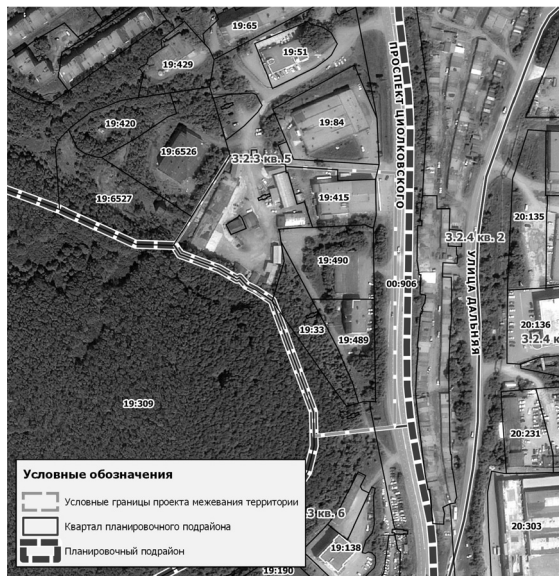 19:65
19:51
19:429
19:420
19:84
19:6526
3.2.3 кв. 5
19:6527
19:415
ПРОСПЕКТ ЦИОЛКОВСКОГО
20:135
3.2.4 кв. 2
19:490
УЛИЦА ДАЛЬНЯЯ
00:906
19:33
20:136
19:489
3.2.4 к
19:309
20:231
Условные обозначения
Условные границы проекта межевания территории
Квартал планировочного подрайона
Планировочный подрайон
3 кв. 6
20:303
19:138
19:190